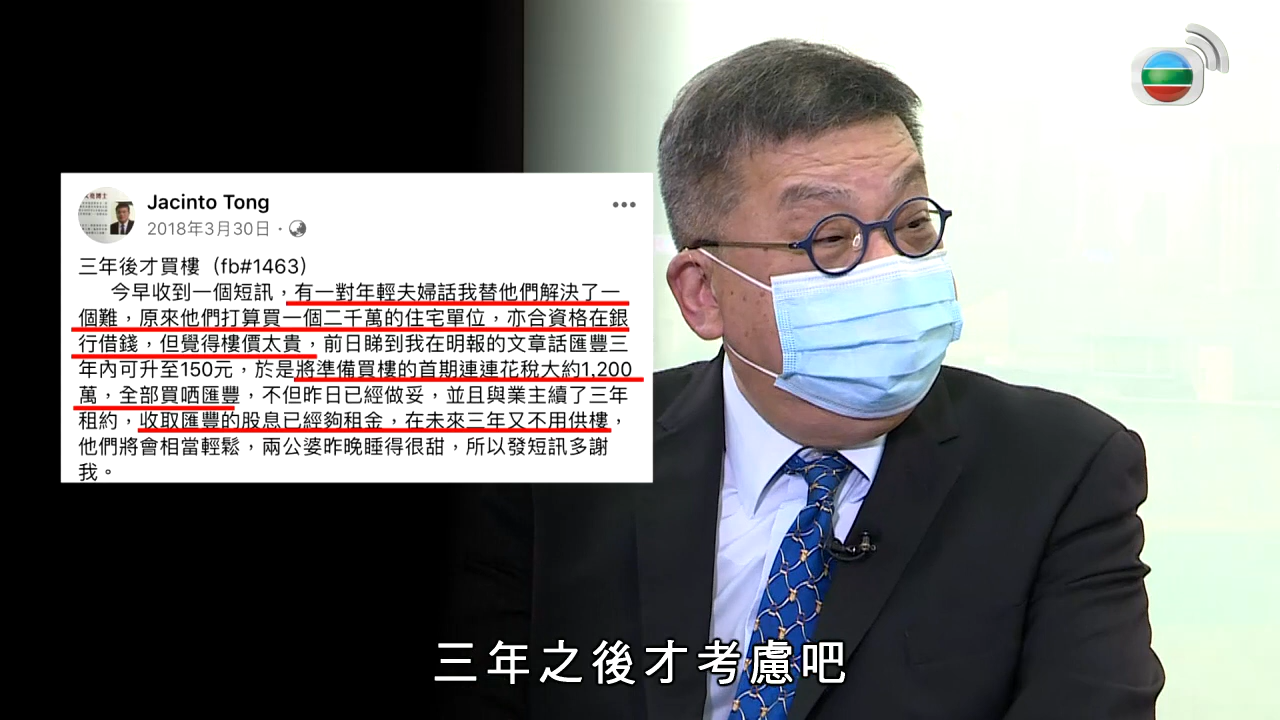 Jacinto Tong
2018年3月30日
三年後才買樓（fb#1463）
今早收到一個短訊，有一對年輕夫婦話我替他們解決了一
個難，原來他們打算買一個二千萬的住宅單位，亦合資格在銀
行借錢，但覺得樓價太貴，前日睇到我在明報的文章話匯豐三
年內可升至150元，於是將準備買樓的首期連連花稅大約1,200
萬，全部買哂匯豐，不但昨日已經做妥，並且與業主續了三年
租約，收取匯豐的股息已經夠租金，在未來三年又不用供樓，
他們將會相當輕鬆，兩公婆昨晚睡得很甜，所以發短訊多謝
我。
三年之後才考慮吧